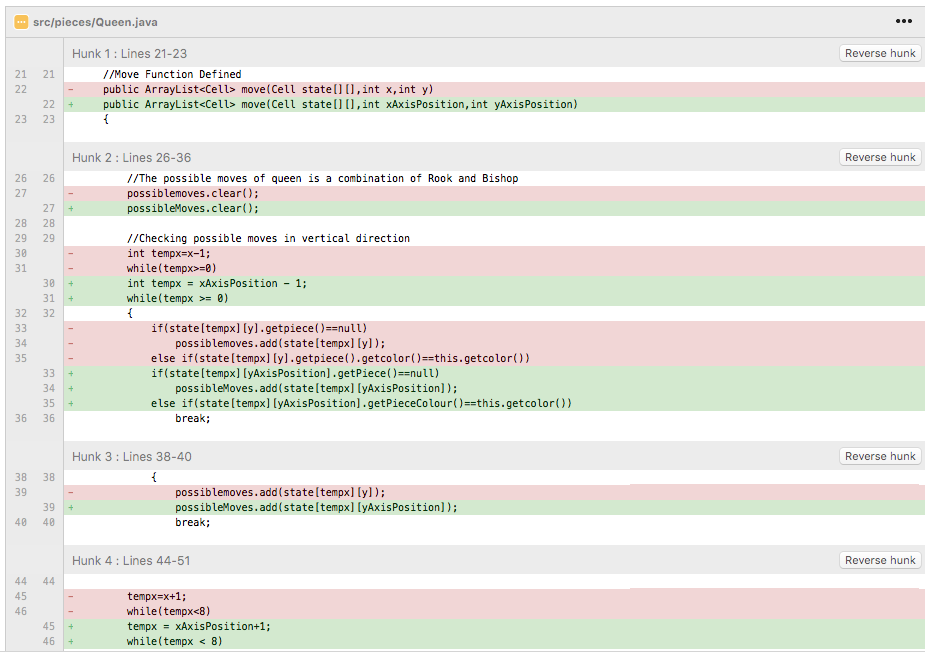 src/pieces/Queen.java •••
Hunk 1 : Lines 21-23 Reverse hunk
21 21 //Move Function Defined
22 - public ArrayList<Cell> move(Cell state[][],int x,int y)
22 + public ArrayList<Cell> move(Cell state[][],int xAxisPosition,int yAxisPosition)
23 23 {
Hunk 2 : Lines 26-36 Reverse hunk
26 26 //The possible moves of queen is a combination of Rook and Bishop
27 - possiblemoves.clear();
27 + possibleMoves.clear();
28 28
29 29 //Checking possible moves in vertical direction
30 - int tempx=x-1;
31 - while(tempx>=0)
30 + int tempx = xAxisPosition - 1;
31 + while(tempx >= 0)
32 32 {
33 - if(state[tempx][y].getpiece()==null)
34 - possiblemoves.add(state[tempx][y]);
35 - else if(state[tempx][y].getpiece().getcolor()==this.getcolor())
33 + if(state[tempx][yAxisPosition].getPiece()==null)
34 + possibleMoves.add(state[tempx][yAxisPosition]);
35 + else if(state[tempx][yAxisPosition].getPieceColour()==this.getcolor())
36 36 break;
Hunk 3 : Lines 38-40 Reverse hunk
38 38 {
39 - possiblemoves.add(state[tempx][y]);
39 + possibleMoves.add(state[tempx][yAxisPosition]);
40 40 break;
Hunk 4 : Lines 44-51 Reverse hunk
44 44
45 - tempx=x+1;
46 - while(tempx<8)
45 + tempx = xAxisPosition+1;
46 + while(tempx < 8)